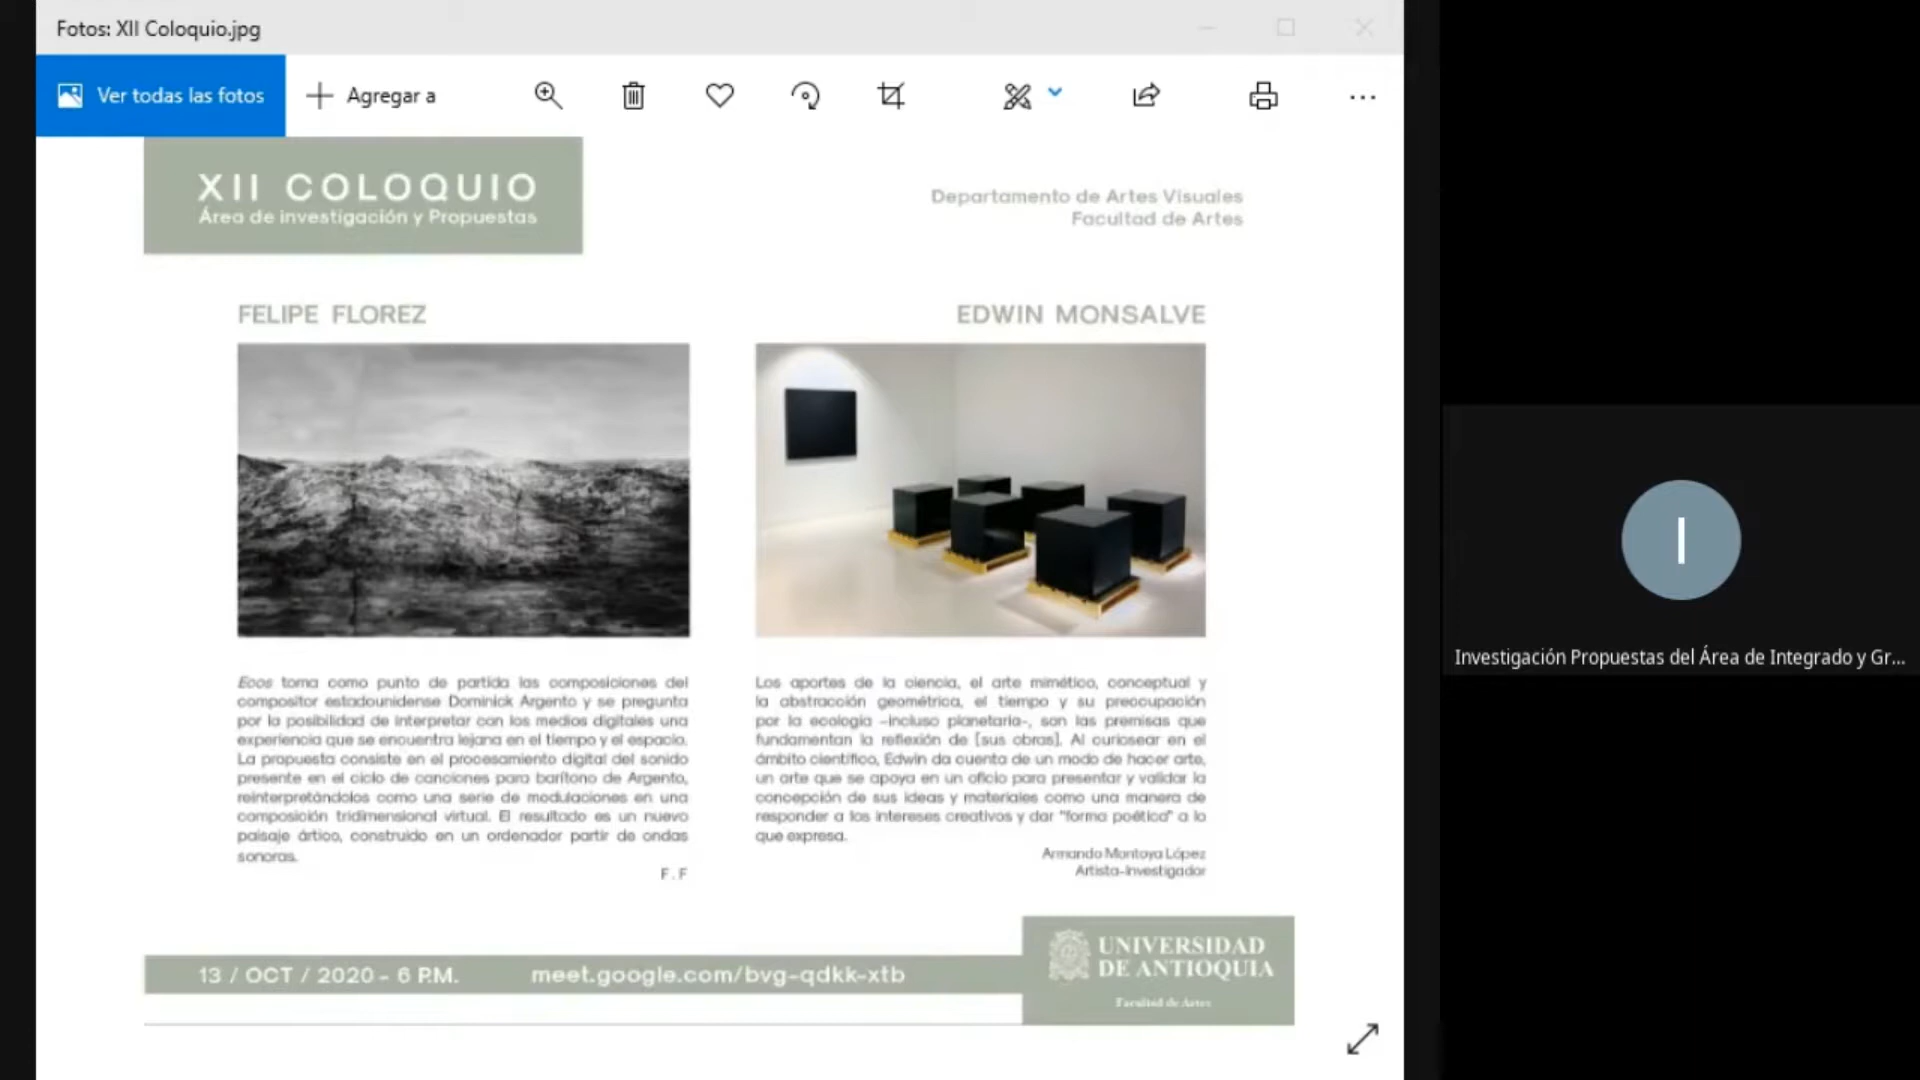 Fotos: XII Coloquio.jpg
Ver todas las fotos
Agregar a
XII COLOQUIO
Área de investigación y Propuestas
Departamento de Artes Visuales
Facultad de Artes
FELIPE FLOREZ
Ecos toma como punto de partida las composiciones del
compositor estadounidense Dominick Argento y se pregunta
por la posibilidad de interpretar con los medios digitales una
experiencia que se encuentra lejana en el tiempo y el espacio.
La propuesta consiste en el procesamiento digital del sonido
presente en el ciclo de canciones para barítono de Argento,
reinterpretándolos como una serie de modulaciones en una
composición tridimensional virtual. El resultado es un nuevo
paisaje ártico, construido en un ordenador partir de ondas
sonoras.
F.F
EDWIN MONSALVE
Los aportes de la ciencia, el arte mimético, conceptual y
la abstracción geométrica, el tiempo y su preocupación
por la ecología -incluso planetaria-, son las premisas que
fundamentan la reflexión de [sus obras]. Al curiosear en el
ámbito científico, Edwin da cuenta de un modo de hacer arte,
un arte que se apoya en un oficio para presentar y validar la
concepción de sus ideas y materiales como una manera de
responder a los intereses creativos y dar "forma poética" a lo
que expresa.
Armando Montoya López
Artista-Investigador
13 / OCT / 2020 - 6 P.M.
meet.google.com/bvg-qdkk-xtb
UNIVERSIDAD
DE ANTIOQUIA
Facultad de Artes
I
Investigación Propuestas del Área de Integrado y Gr...